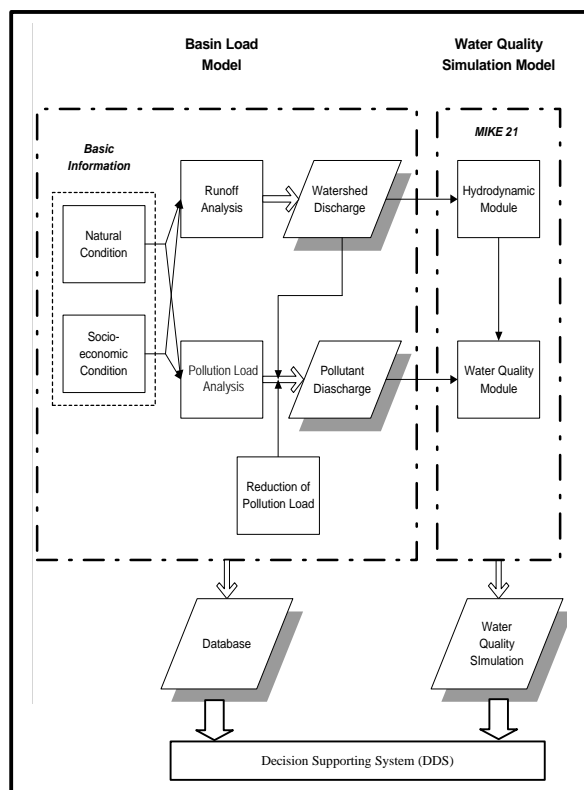 Basin Load
Model
Water Quality
Simulation Model
Basic
Information
MIKE 21
Runoff
Analysis
Watershed
Discharge
Hydrodynamic
Module
Natural
Condition
Socio-
economic
Condition
Pollution Load
Analysis
Pollutant
Diascharge
Water Quality
Module
Reduction of
Pollution Load
Database
Water
Quality
SImulation
Decision Supporting System (DDS)